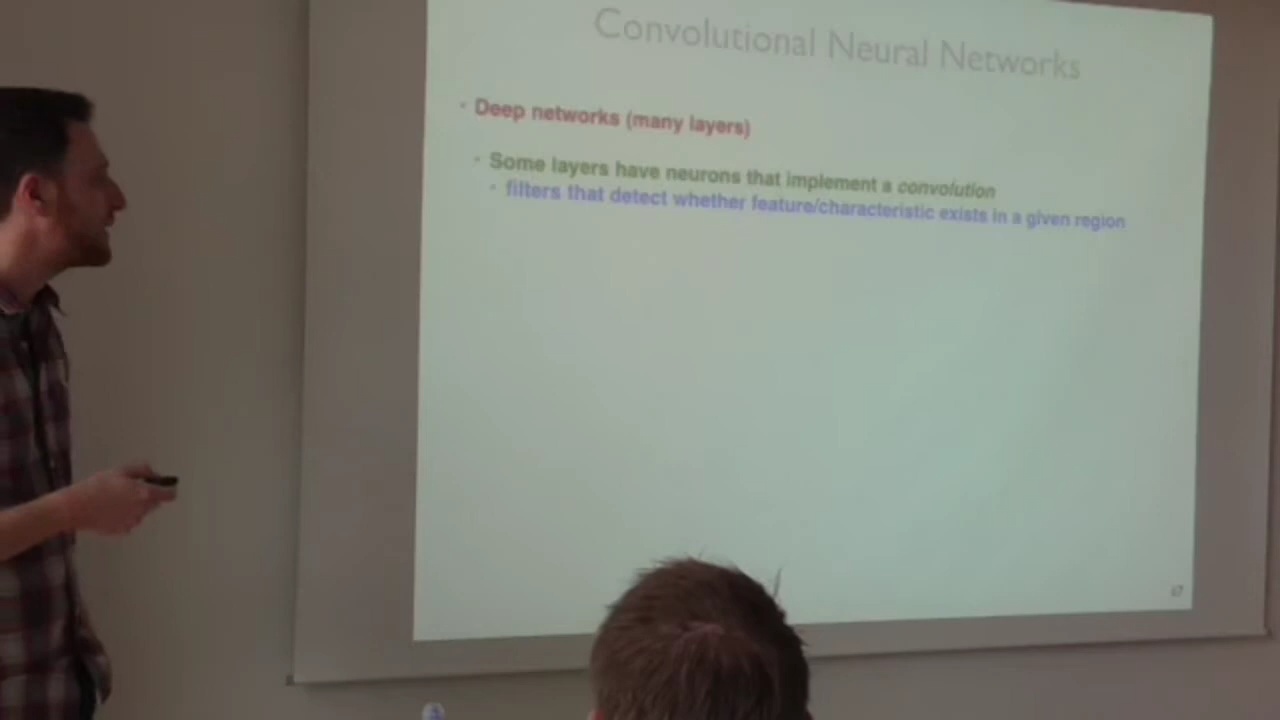 Convolutional Neural Networks
Deep networks (many layers)
Some layers have neurons that implement a convolution
filters that detect whether feature/characteristic exists in a given region